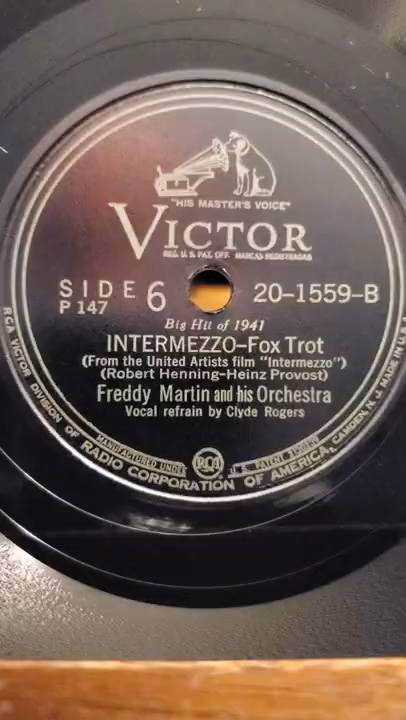 "HIS MASTER'S VOICE"
VICTOR
REG. U. S. PAT. OFF. MARCAS REGISTRADAS
SIDE 6 20-1559-B
P 147
Big Hit of 1941
INTERMEZZO-Fox Trot
(From the United Artists film "Intermezzo")
(Robert Henning-Heinz Provost)
Freddy Martin and his Orchestra
Vocal refrain by Clyde Rogers
MANUFACTURED UNDER RCA U. S. PATENT
RCA VICTOR DIVISION OF RADIO CORPORATION OF AMERICA, CAMDEN, N. J. MADE IN U.S.A.